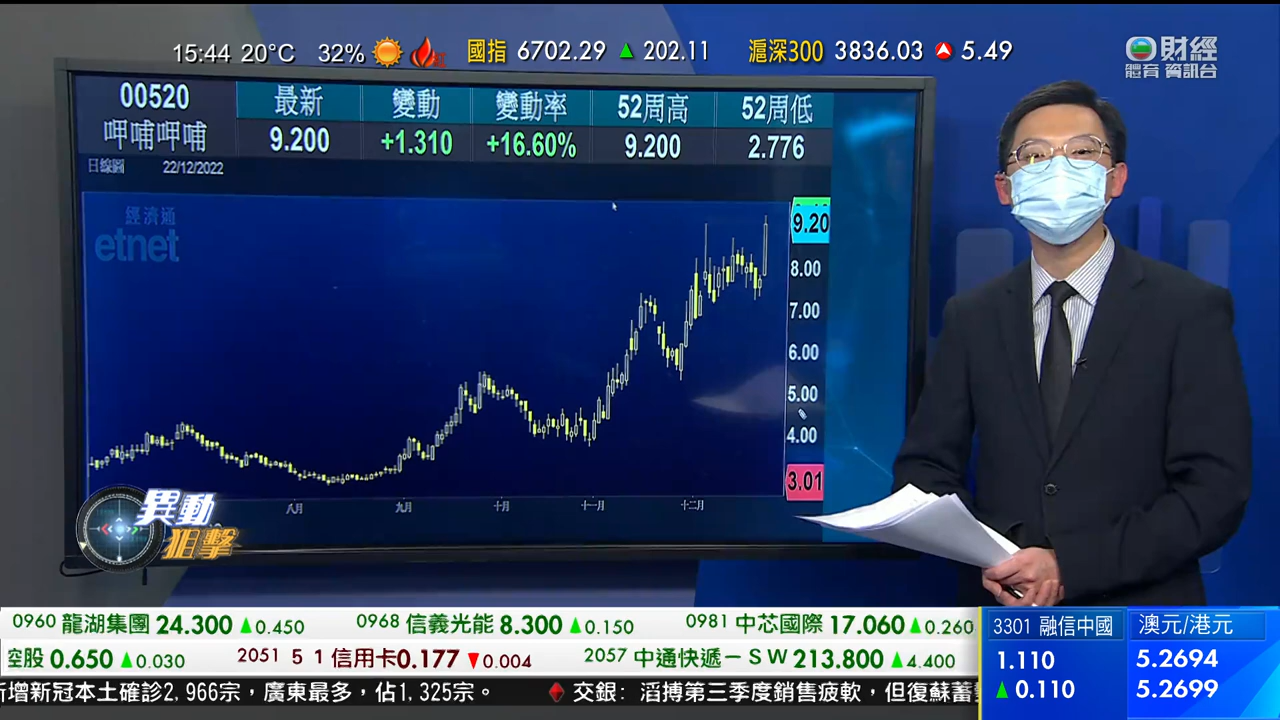 15:44 20°C 32% 國指 6702.29 ▲ 202.11 滬深300 3836.03 5.49
財經
體育 資訊台
00520 最新 變動 變動率 52周高 52周低
呷哺呷哺 9.200 +1.310 +16.60% 9.200 2.776
日線圖 22/12/2022
經濟通
etnet
9.20
8.00
7.00
6.00
5.00
4.00
3.01
八月 九月 十月 十一月 十二月
異動
狙擊
0960 龍湖集團 24.300 ▲0.450 0968 信義光能 8.300 ▲0.150 0981 中芯國際 17.060 ▲0.260
控股 0.650 ▲0.030 2051 51信用卡 0.177 ▼0.004 2057 中通快遞－SW 213.800 ▲4.400
新增新冠本土確診2,966宗，廣東最多，佔1,325宗。 交銀: 滔搏第三季度銷售疲軟，但復蘇蓄
3301 融信中國 澳元/港元
1.110 5.2694
▲ 0.110 5.2699